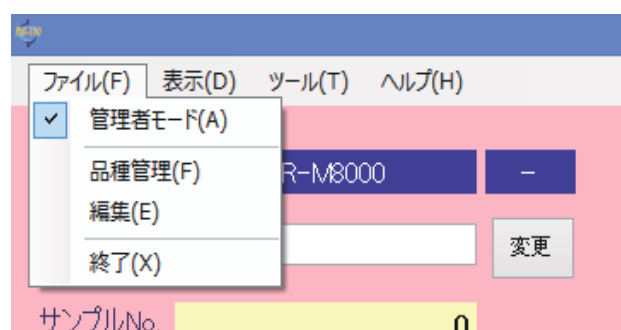 ファイル(F) 表示(D) ツール(T) ヘルプ(H)
管理者モード(A)
品種管理(F)
R-M8000 -
編集(E)
変更
終了(X)
サンプルNo. 0